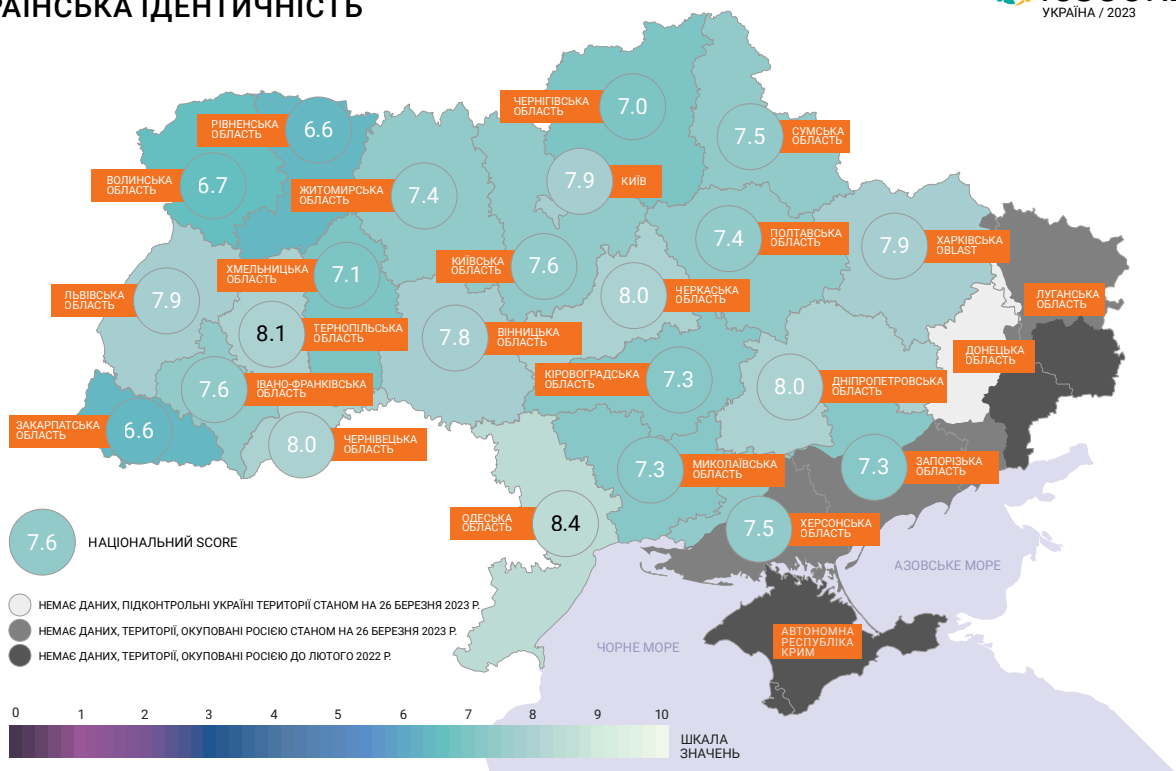 РАЇНСЬКА ІДЕНТИЧНІСТЬ
УКРАЇНА / 2023
ЧЕРНІГІВСЬКА
ОБЛАСТЬ
7.0
РІВНЕНСЬКА
ОБЛАСТЬ
6.6
7.5
СУМСЬКА
ОБЛАСТЬ
ВОЛИНСЬКА
ОБЛАСТЬ
6.7
ЖИТОМИРСЬКА
ОБЛАСТЬ
7.4
7.9
КИЇВ
7.4
ПОЛТАВСЬКА
ОБЛАСТЬ
7.9
ХАРКІВСЬКА
OBLAST
ХМЕЛЬНИЦЬКА
ОБЛАСТЬ
7.1
КИЇВСЬКА
ОБЛАСТЬ
7.6
ЛЬВІВСЬКА
ОБЛАСТЬ
7.9
8.0
ЧЕРКАСЬКА
ОБЛАСТЬ
ЛУГАНСЬКА
ОБЛАСТЬ
8.1
ТЕРНОПІЛЬСЬКА
ОБЛАСТЬ
7.8
ВІННИЦЬКА
ОБЛАСТЬ
ДОНЕЦЬКА
ОБЛАСТЬ
7.6
ІВАНО-ФРАНКІВСЬКА
ОБЛАСТЬ
КІРОВОГРАДСЬКА
ОБЛАСТЬ
7.3
8.0
ДНІПРОПЕТРОВСЬКА
ОБЛАСТЬ
ЗАКАРПАТСЬКА
ОБЛАСТЬ
6.6
8.0
ЧЕРНІВЕЦЬКА
ОБЛАСТЬ
7.3
МИКОЛАЇВСЬКА
ОБЛАСТЬ
7.3
ЗАПОРІЗЬКА
ОБЛАСТЬ
ОДЕСЬКА
ОБЛАСТЬ
8.4
7.5
ХЕРСОНСЬКА
ОБЛАСТЬ
7.6
НАЦІОНАЛЬНИЙ SCORE
АЗОВСЬКЕ МОРЕ
НЕМАЄ ДАНИХ, ПІДКОНТРОЛЬНІ УКРАЇНІ ТЕРИТОРІЇ СТАНОМ НА 26 БЕРЕЗНЯ 2023 Р.
НЕМАЄ ДАНИХ, ТЕРИТОРІЇ, ОКУПОВАНІ РОСІЄЮ СТАНОМ НА 26 БЕРЕЗНЯ 2023 Р.
НЕМАЄ ДАНИХ, ТЕРИТОРІЇ, ОКУПОВАНІ РОСІЄЮ ДО ЛЮТОГО 2022 Р.
ЧОРНЕ МОРЕ
АВТОНОМНА
РЕСПУБЛІКА
КРИМ
0 1 2 3 4 5 6 7 8 9 10
ШКАЛА
ЗНАЧЕНЬ